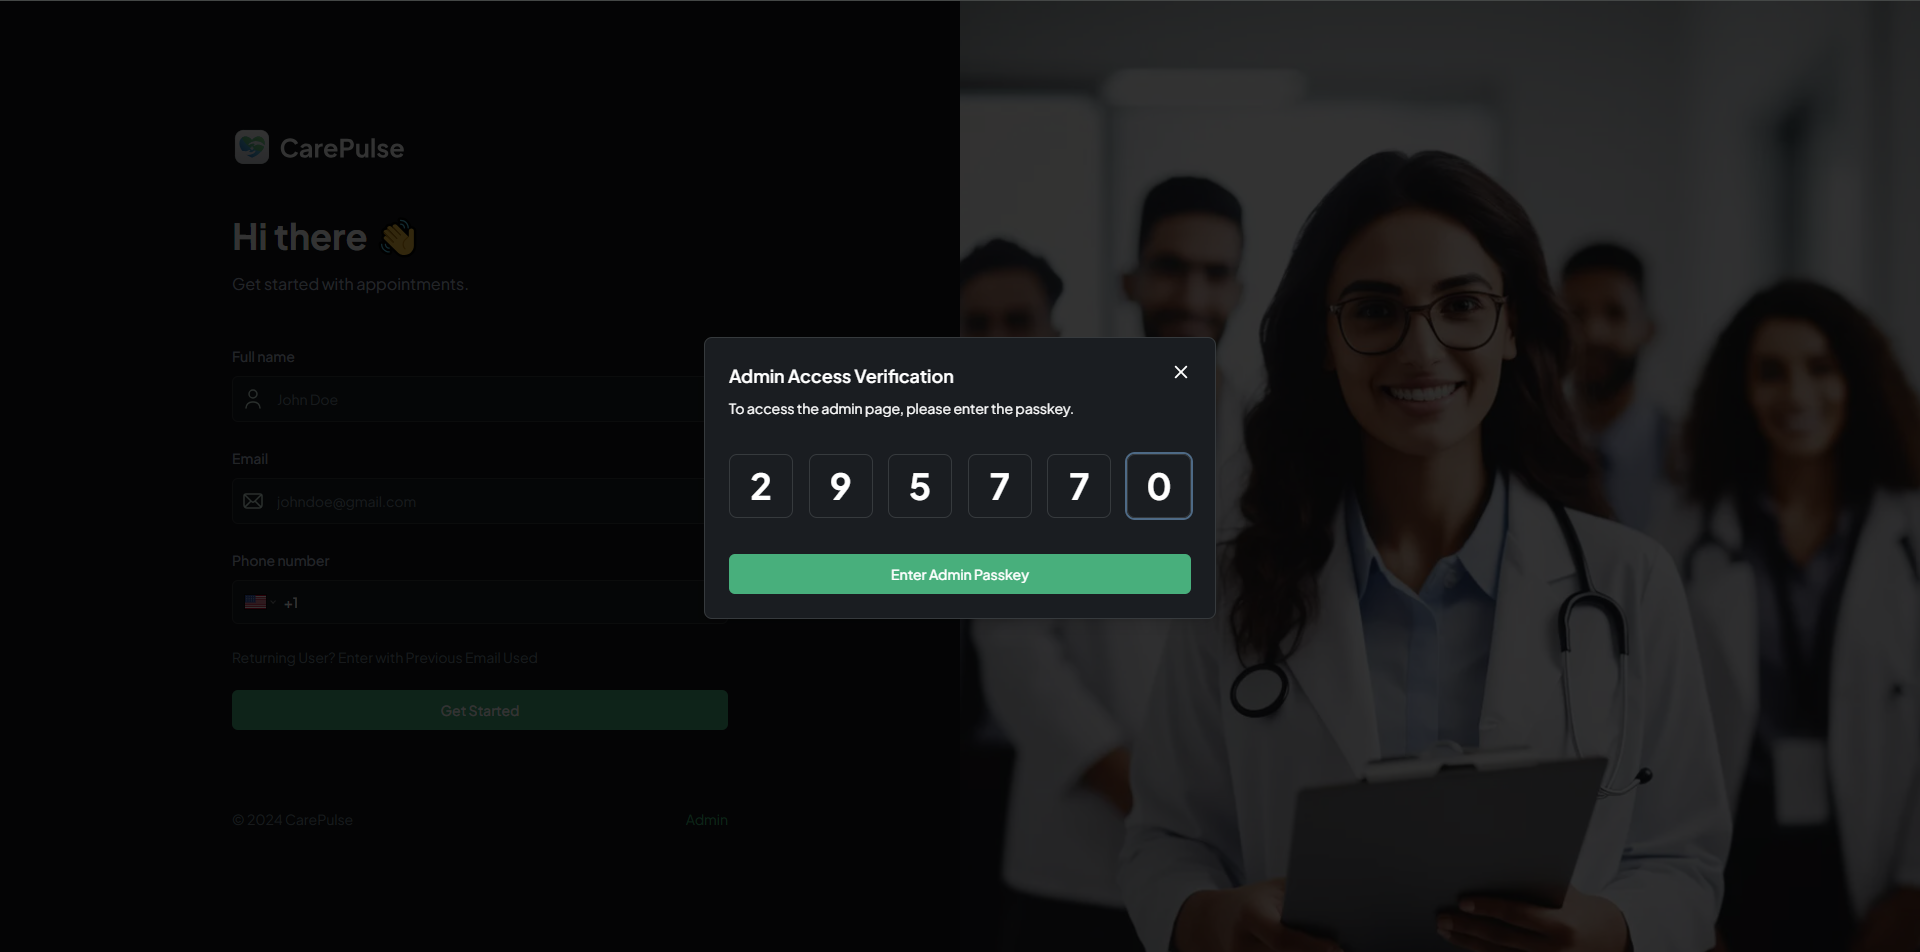 CarePulse
Hi there 👋
Get started with appointments.
Full name
John Doe
Email
johndoe@gmail.com
Phone number
+1
Returning User? Enter with Previous Email Used
Get Started
© 2024 CarePulse
Admin
Admin Access Verification
To access the admin page, please enter the passkey.
2 9 5 7 7 0
Enter Admin Passkey